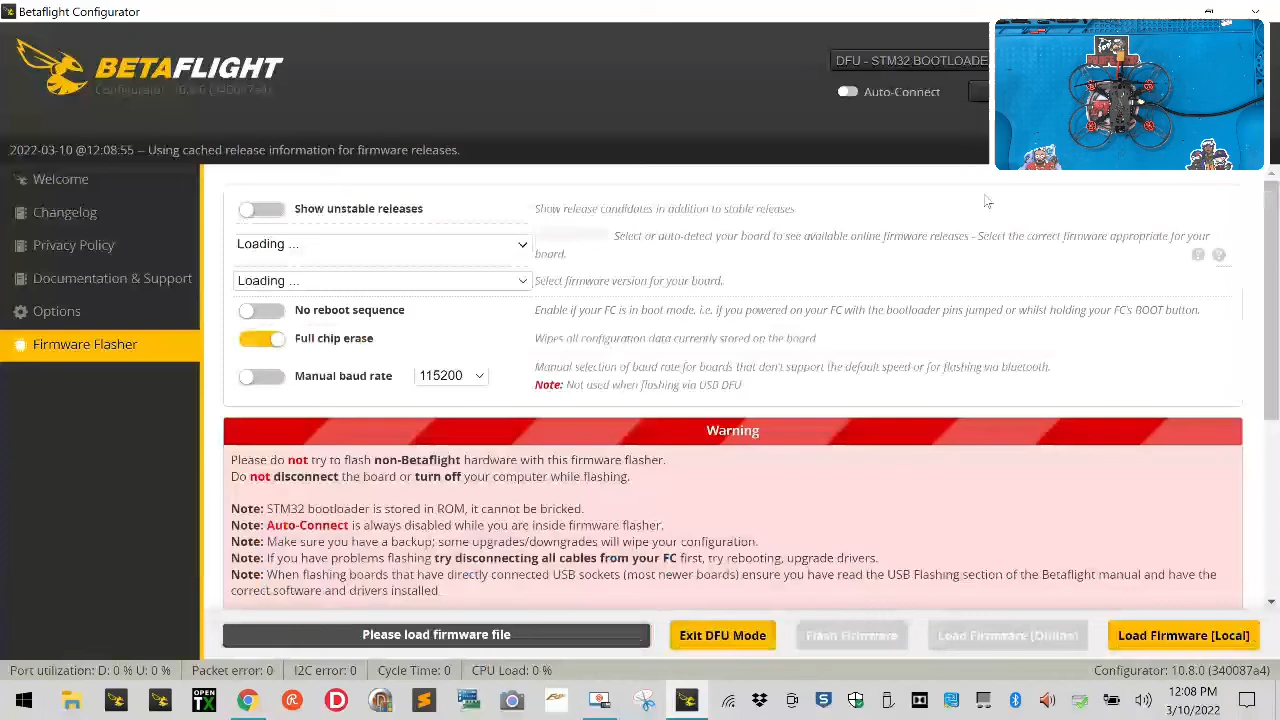 Betaflight Configurator
BETAFLIGHT
Configurator 10.8.0 (340087a4)
DFU - STM32 BOOTLOADE
Auto-Connect
2022-03-10 @12:08:55 -- Using cached release information for firmware releases.
Welcome
Changelog
Privacy Policy
Documentation & Support
Options
Firmware Flasher
Show unstable releases
Show release candidates in addition to stable releases
Loading ...
Select or auto-detect your board to see available online firmware releases - Select the correct firmware appropriate for your
board.
Loading ...
Select firmware version for your board.
No reboot sequence
Enable if your FC is in boot mode. i.e. if you powered on your FC with the bootloader pins jumped or whilst holding your FC's BOOT button.
Full chip erase
Wipes all configuration data currently stored on the board
Manual baud rate
115200
Manual selection of baud rate for boards that don't support the default speed or for flashing via bluetooth.
Note: Not used when flashing via USB DFU
Warning
Please do not try to flash non-Betaflight hardware with this firmware flasher.
Do not disconnect the board or turn off your computer while flashing.
Note: STM32 bootloader is stored in ROM, it cannot be bricked.
Note: Auto-Connect is always disabled while you are inside firmware flasher.
Note: Make sure you have a backup; some upgrades/downgrades will wipe your configuration.
Note: If you have problems flashing try disconnecting all cables from your FC first, try rebooting, upgrade drivers.
Note: When flashing boards that have directly connected USB sockets (most newer boards) ensure you have read the USB Flashing section of the Betaflight manual and have the
correct software and drivers installed
Please load firmware file
Exit DFU Mode
Flash Firmware
Load Firmware [Online]
Load Firmware [Local]
Port utilization: D: 0 % U: 0 %
Packet error: 0
I2C error: 0
Cycle Time: 0
CPU Load: 0 %
Configurator: 10.8.0 (340087a4)
OPEN
TX
12:08 PM
3/10/2022